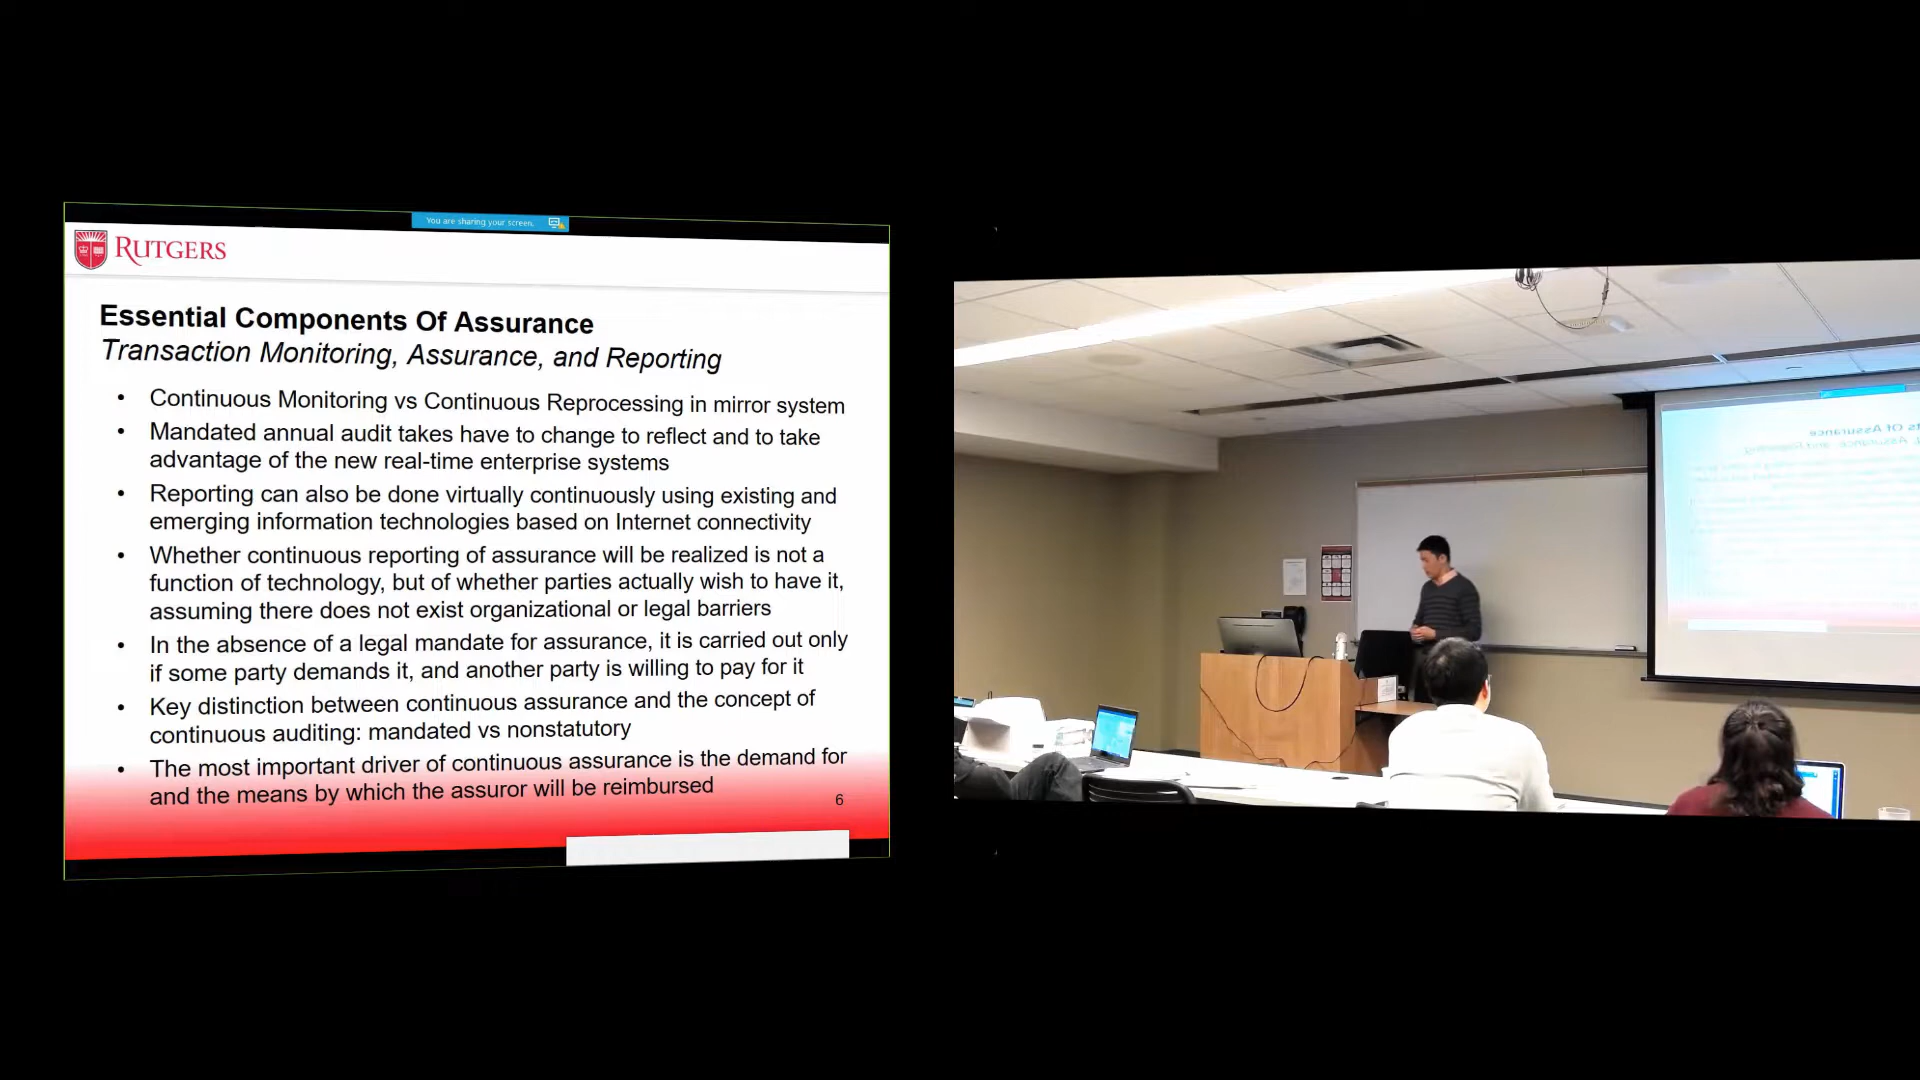 You are sharing your screen.
RUTGERS
Essential Components Of Assurance
Transaction Monitoring, Assurance, and Reporting
• Continuous Monitoring vs Continuous Reprocessing in mirror system
• Mandated annual audit takes have to change to reflect and to take
advantage of the new real-time enterprise systems
• Reporting can also be done virtually continuously using existing and
emerging information technologies based on Internet connectivity
• Whether continuous reporting of assurance will be realized is not a
function of technology, but of whether parties actually wish to have it,
assuming there does not exist organizational or legal barriers
• In the absence of a legal mandate for assurance, it is carried out only
if some party demands it, and another party is willing to pay for it
• Key distinction between continuous assurance and the concept of
continuous auditing: mandated vs nonstatutory
• The most important driver of continuous assurance is the demand for
and the means by which the assuror will be reimbursed
6
ts Of Assurance
g, Assurance, and Reporting